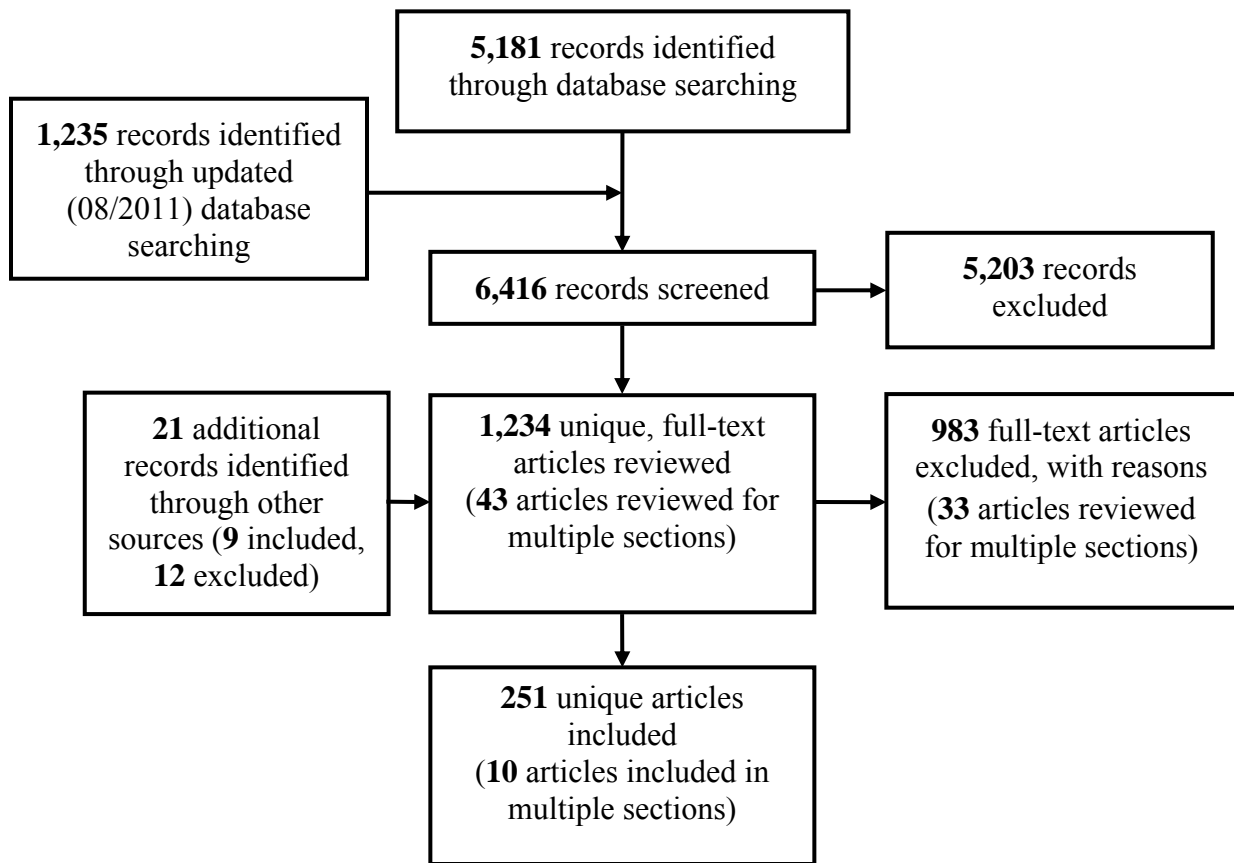 5,181 records identified
through database searching
1,235 records identified
through updated
(08/2011) database
searching
6,416 records screened
5,203 records
excluded
21 additional
records identified
through other
sources (9 included,
12 excluded)
1,234 unique, full-text
articles reviewed
(43 articles reviewed for
multiple sections)
983 full-text articles
excluded, with reasons
(33 articles reviewed
for multiple sections)
251 unique articles
included
(10 articles included in
multiple sections)